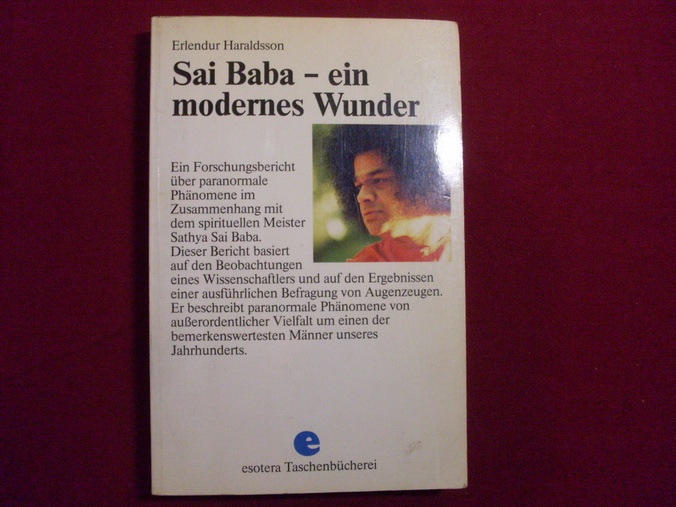 Erlendur Haraldsson
Sai Baba – ein
modernes Wunder
Ein Forschungsbericht
über paranormale
Phänomene im
Zusammenhang mit
dem spirituellen Meister
Sathya Sai Baba.
Dieser Bericht basiert
auf den Beobachtungen
eines Wissenschaftlers und auf den Ergebnissen
einer ausführlichen Befragung von Augenzeugen.
Er beschreibt paranormale Phänomene von
außerordentlicher Vielfalt um einen der
bemerkenswertesten Männer unseres
Jahrhunderts.
e
esotera Taschenbücherei